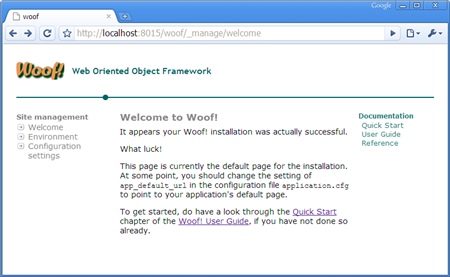 Google
woof
http://localhost:8015/woof/_manage/welcome
Woof! Web Oriented Object Framework
Site management
Welcome
Environment
Configuration
settings
Welcome to Woof!
It appears your Woof! installation was actually successful.
What luck!
This page is currently the default page for the installation.
At some point, you should change the setting of
app_default_url in the configuration file application.cfg
to point to your application's default page.
To get started, do have a look through the Quick Start
chapter of the Woof! User Guide, if you have not done so
already.
Documentation
Quick Start
User Guide
Reference